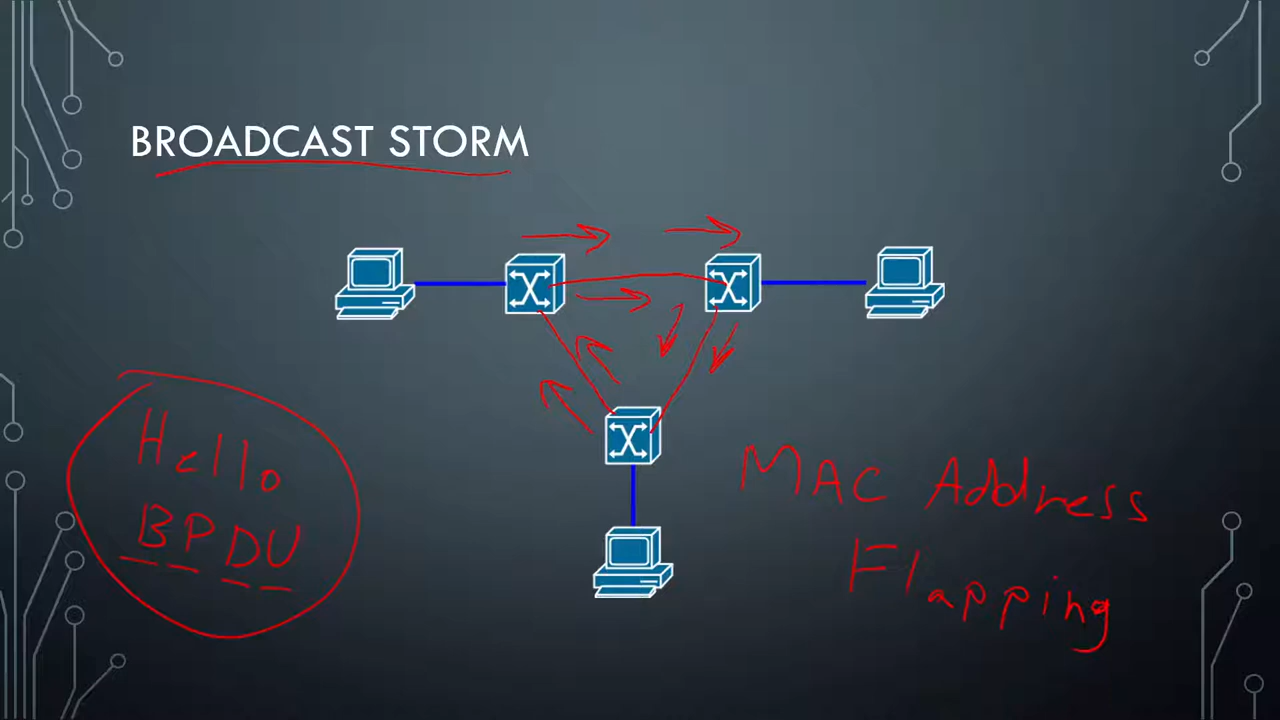 BROADCAST STORM
Hello
BPDU
MAC Address
Flapping